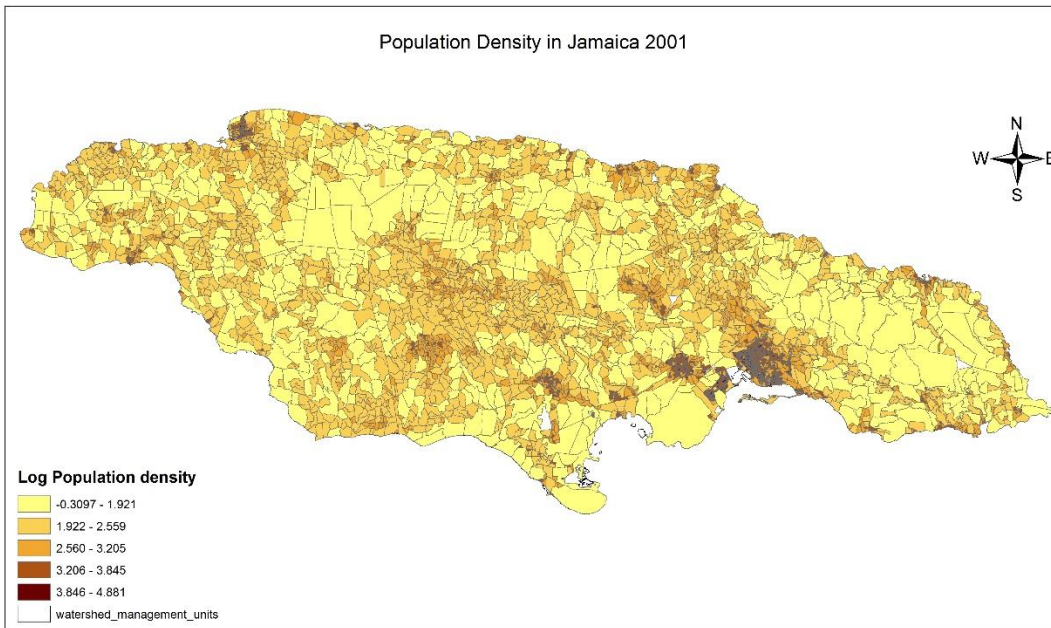 Population Density in Jamaica 2001
N
W E
S
Log Population density
-0.3097 - 1.921
1.922 - 2.559
2.560 - 3.205
3.206 - 3.845
3.846 - 4.881
watershed_management_units